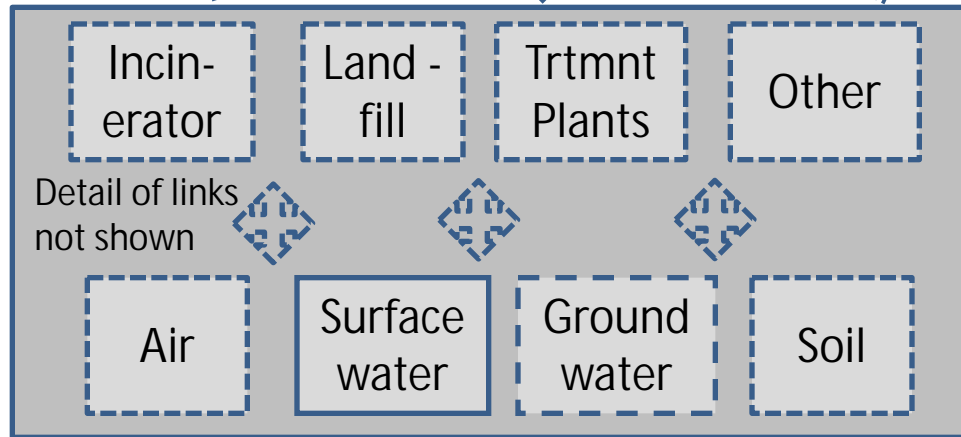 Incin-
erator
Land -
fill
Trtmnt
Plants
Other
Detail of links
not shown
Air
Surface
water
Ground
water
Soil